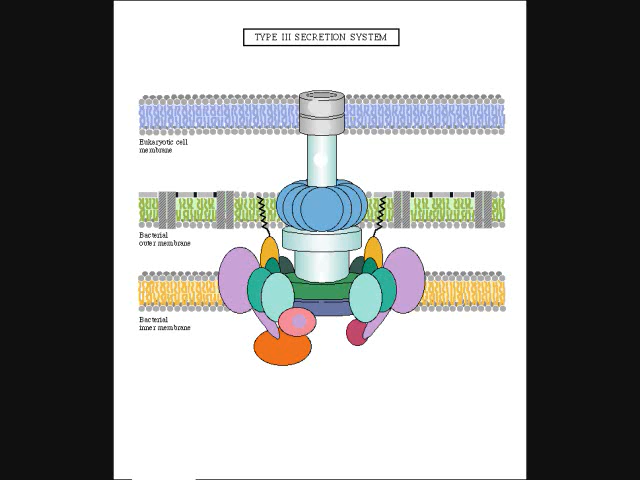 TYPE III SECRETION SYSTEM
Eukaryotic cell
membrane
Bacterial
outer membrane
Bacterial
inner membrane